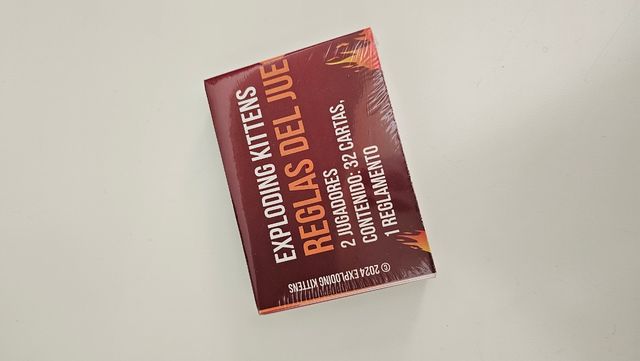 EXPLODING KITTENS
REGLAS DEL JUE
2 JUGADORES
CONTENIDO: 32 CARTAS,
1 REGLAMENTO
© 2024 EXPLODING KITTENS